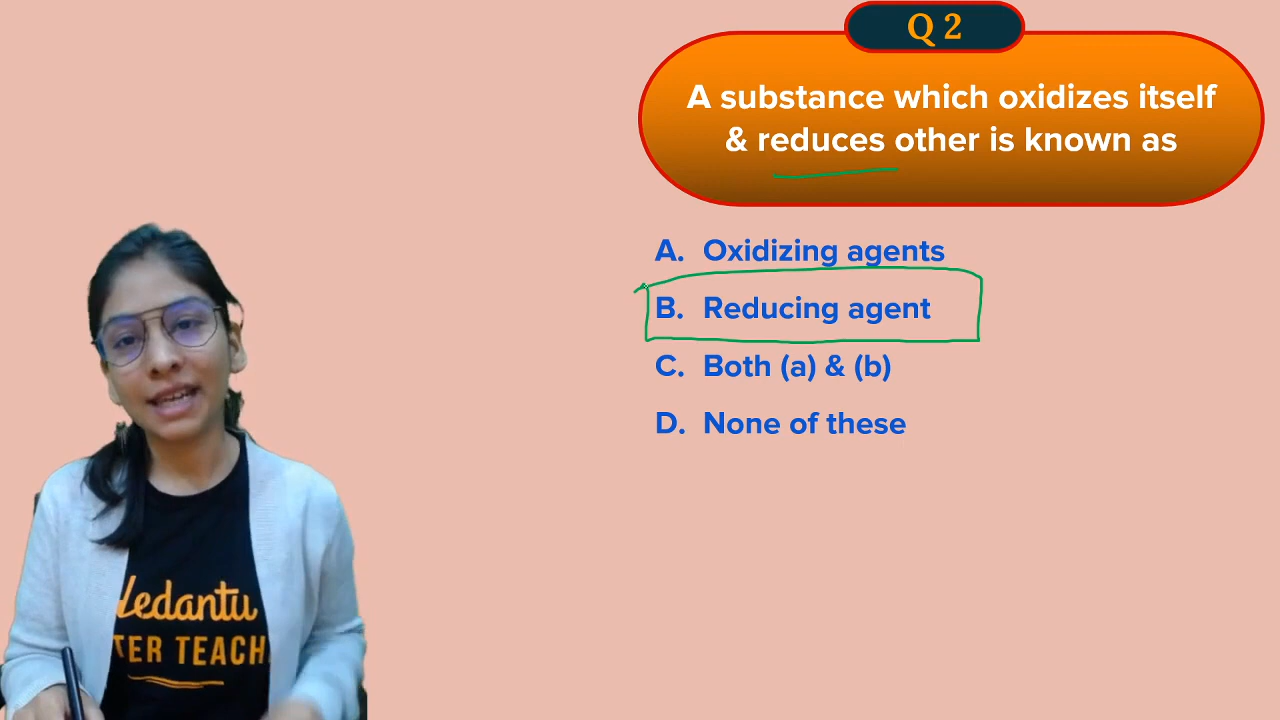 Q 2
A substance which oxidizes itself
& reduces other is known as
A. Oxidizing agents
B. Reducing agent
C. Both (a) & (b)
D. None of these
Vedantu
TER TEACH